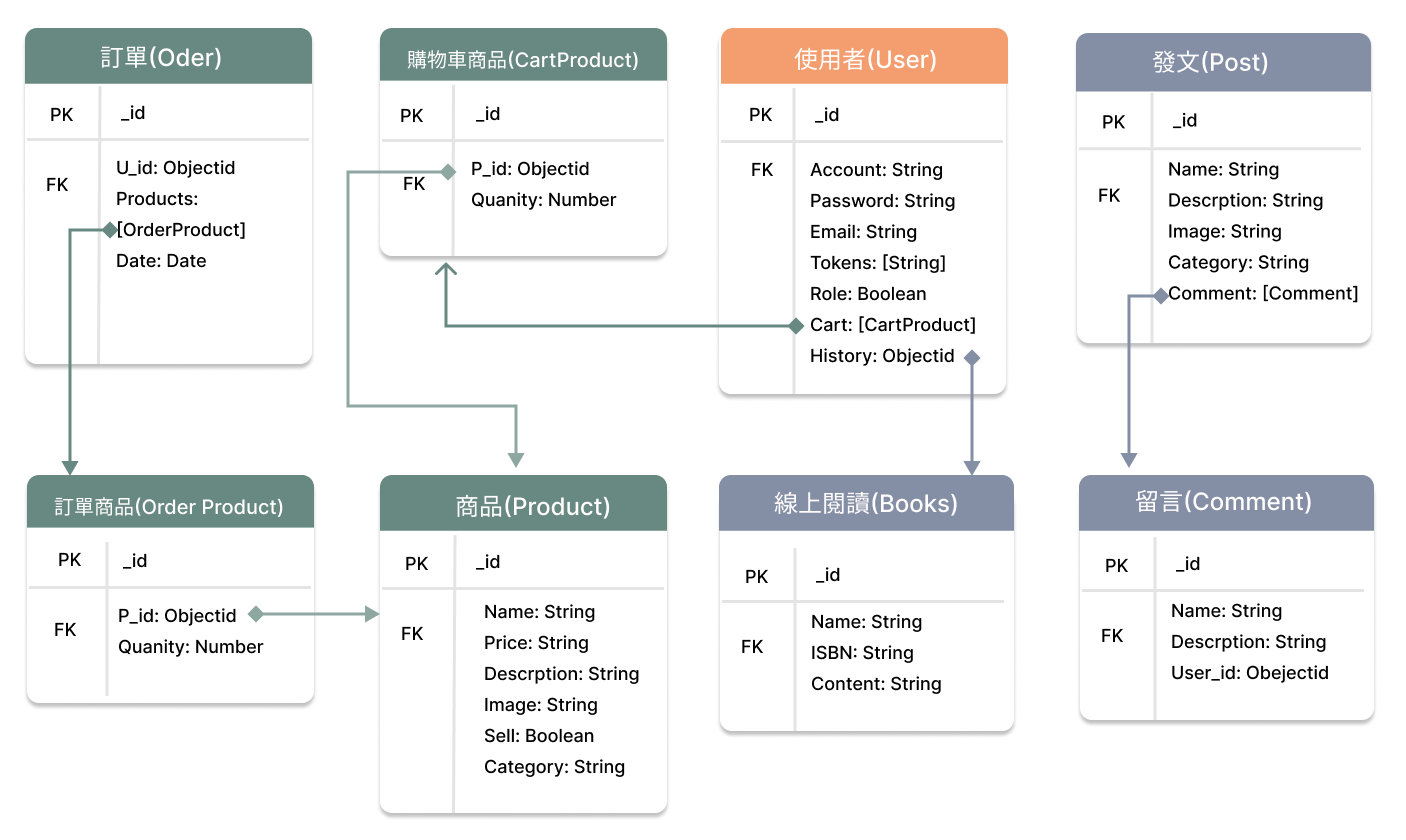 訂單(Oder)
PK
_id
FK
U_id: Objectid
Products:
[OrderProduct]
Date: Date
購物車商品(CartProduct)
PK
_id
FK
P_id: Objectid
Quanity: Number
使用者(User)
PK
_id
FK
Account: String
Password: String
Email: String
Tokens: [String]
Role: Boolean
Cart: [CartProduct]
History: Objectid
發文(Post)
PK
_id
FK
Name: String
Descrption: String
Image: String
Category: String
Comment: [Comment]
訂單商品(Order Product)
PK
_id
FK
P_id: Objectid
Quanity: Number
商品(Product)
PK
_id
FK
Name: String
Price: String
Descrption: String
Image: String
Sell: Boolean
Category: String
線上閱讀(Books)
PK
_id
FK
Name: String
ISBN: String
Content: String
留言(Comment)
PK
_id
FK
Name: String
Descrption: String
User_id: Obejectid